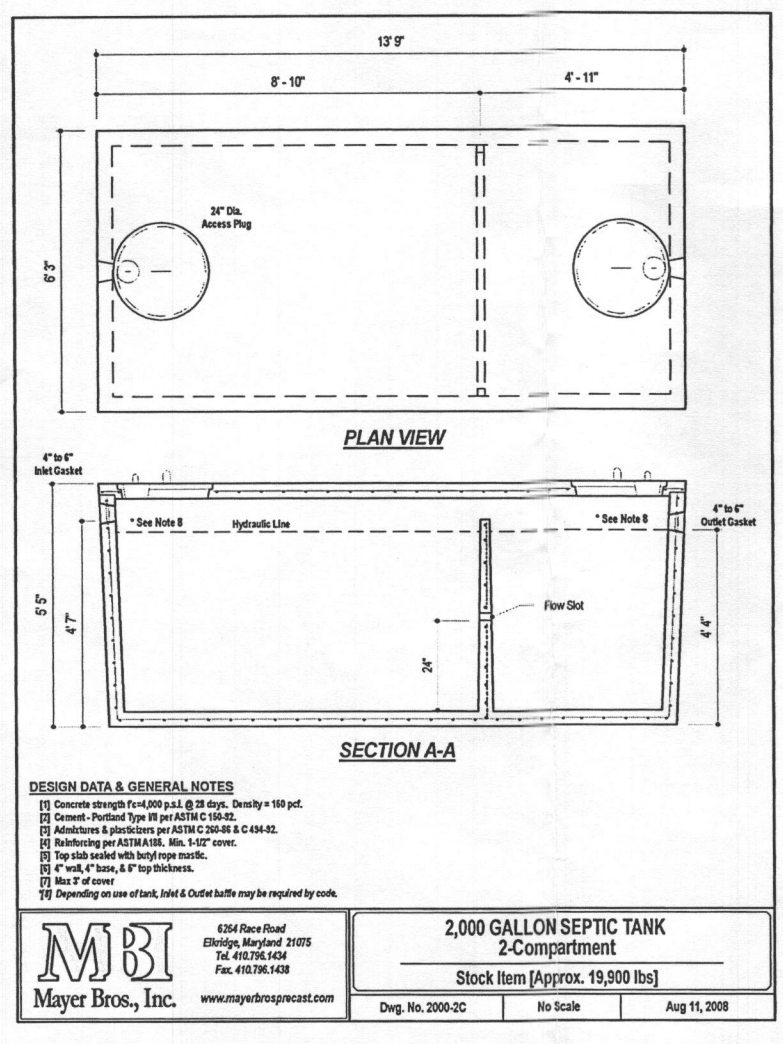 13' 9"
8' - 10"
4' - 11"
24" Dia.
Access Plug
6' 3"
PLAN VIEW
4" to 6"
Inlet Gasket
* See Note 8
Hydraulic Line
* See Note 8
4" to 6"
Outlet Gasket
5' 5"
4' 7"
Flow Slot
24"
4' 4"
SECTION A-A
DESIGN DATA & GENERAL NOTES
[1] Concrete strength f'c=4,000 p.s.i. @ 28 days. Density = 150 pcf.
[2] Cement - Portland Type I/II per ASTM C 150-92.
[3] Admixtures & plasticizers per ASTM C 260-86 & C 494-92.
[4] Reinforcing per ASTM A185. Min. 1-1/2" cover.
[5] Top slab sealed with butyl rope mastic.
[6] 4" wall, 4" base, & 5" top thickness.
[7] Max 3' of cover
*[8] Depending on use of tank, Inlet & Outlet baffle may be required by code.
MBI
Mayer Bros., Inc.
6264 Race Road
Elkridge, Maryland 21075
Tel. 410.796.1434
Fax. 410.796.1438
www.mayerbrosprecast.com
2,000 GALLON SEPTIC TANK
2-Compartment
Stock Item [Approx. 19,900 lbs]
Dwg. No. 2000-2C
No Scale
Aug 11, 2008